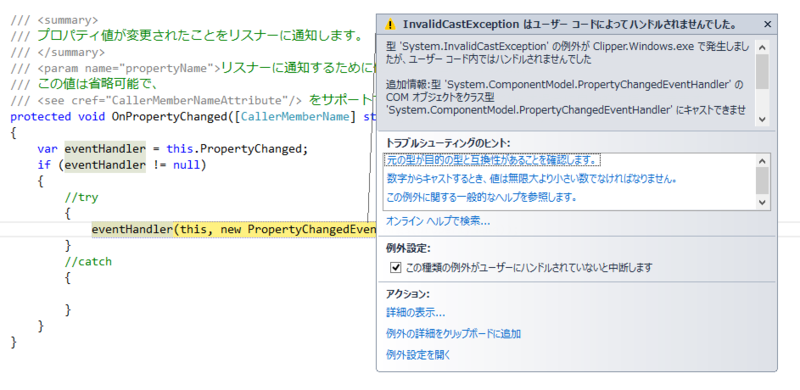 /// <summary>
/// プロパティ値が変更されたことをリスナーに通知します。
/// </summary>
/// <param name="propertyName">リスナーに通知するために
/// この値は省略可能で、
/// <see cref="CallerMemberNameAttribute"/> をサポート
protected void OnPropertyChanged([CallerMemberName] st
{
var eventHandler = this.PropertyChanged;
if (eventHandler != null)
{
//try
{
eventHandler(this, new PropertyChangedEven
}
//catch
{
}
}
}
InvalidCastException はユーザー コードによってハンドルされませんでした。
型 'System.InvalidCastException' の例外が Clipper.Windows.exe で発生しましたが、ユーザー コード内ではハンドルされませんでした
追加情報:型 'System.ComponentModel.PropertyChangedEventHandler' の
COM オブジェクトをクラス型
'System.ComponentModel.PropertyChangedEventHandler' にキャストできませ
トラブルシューティングのヒント:
元の型が目的の型と互換性があることを確認します。
数字からキャストするとき、値は無限大より小さい数でなければなりません。
この例外に関する一般的なヘルプを参照します。
オンライン ヘルプで検索...
例外設定:
この種類の例外がユーザーにハンドルされていないと中断します
アクション:
詳細の表示...
例外の詳細をクリップボードに追加
例外設定を開く